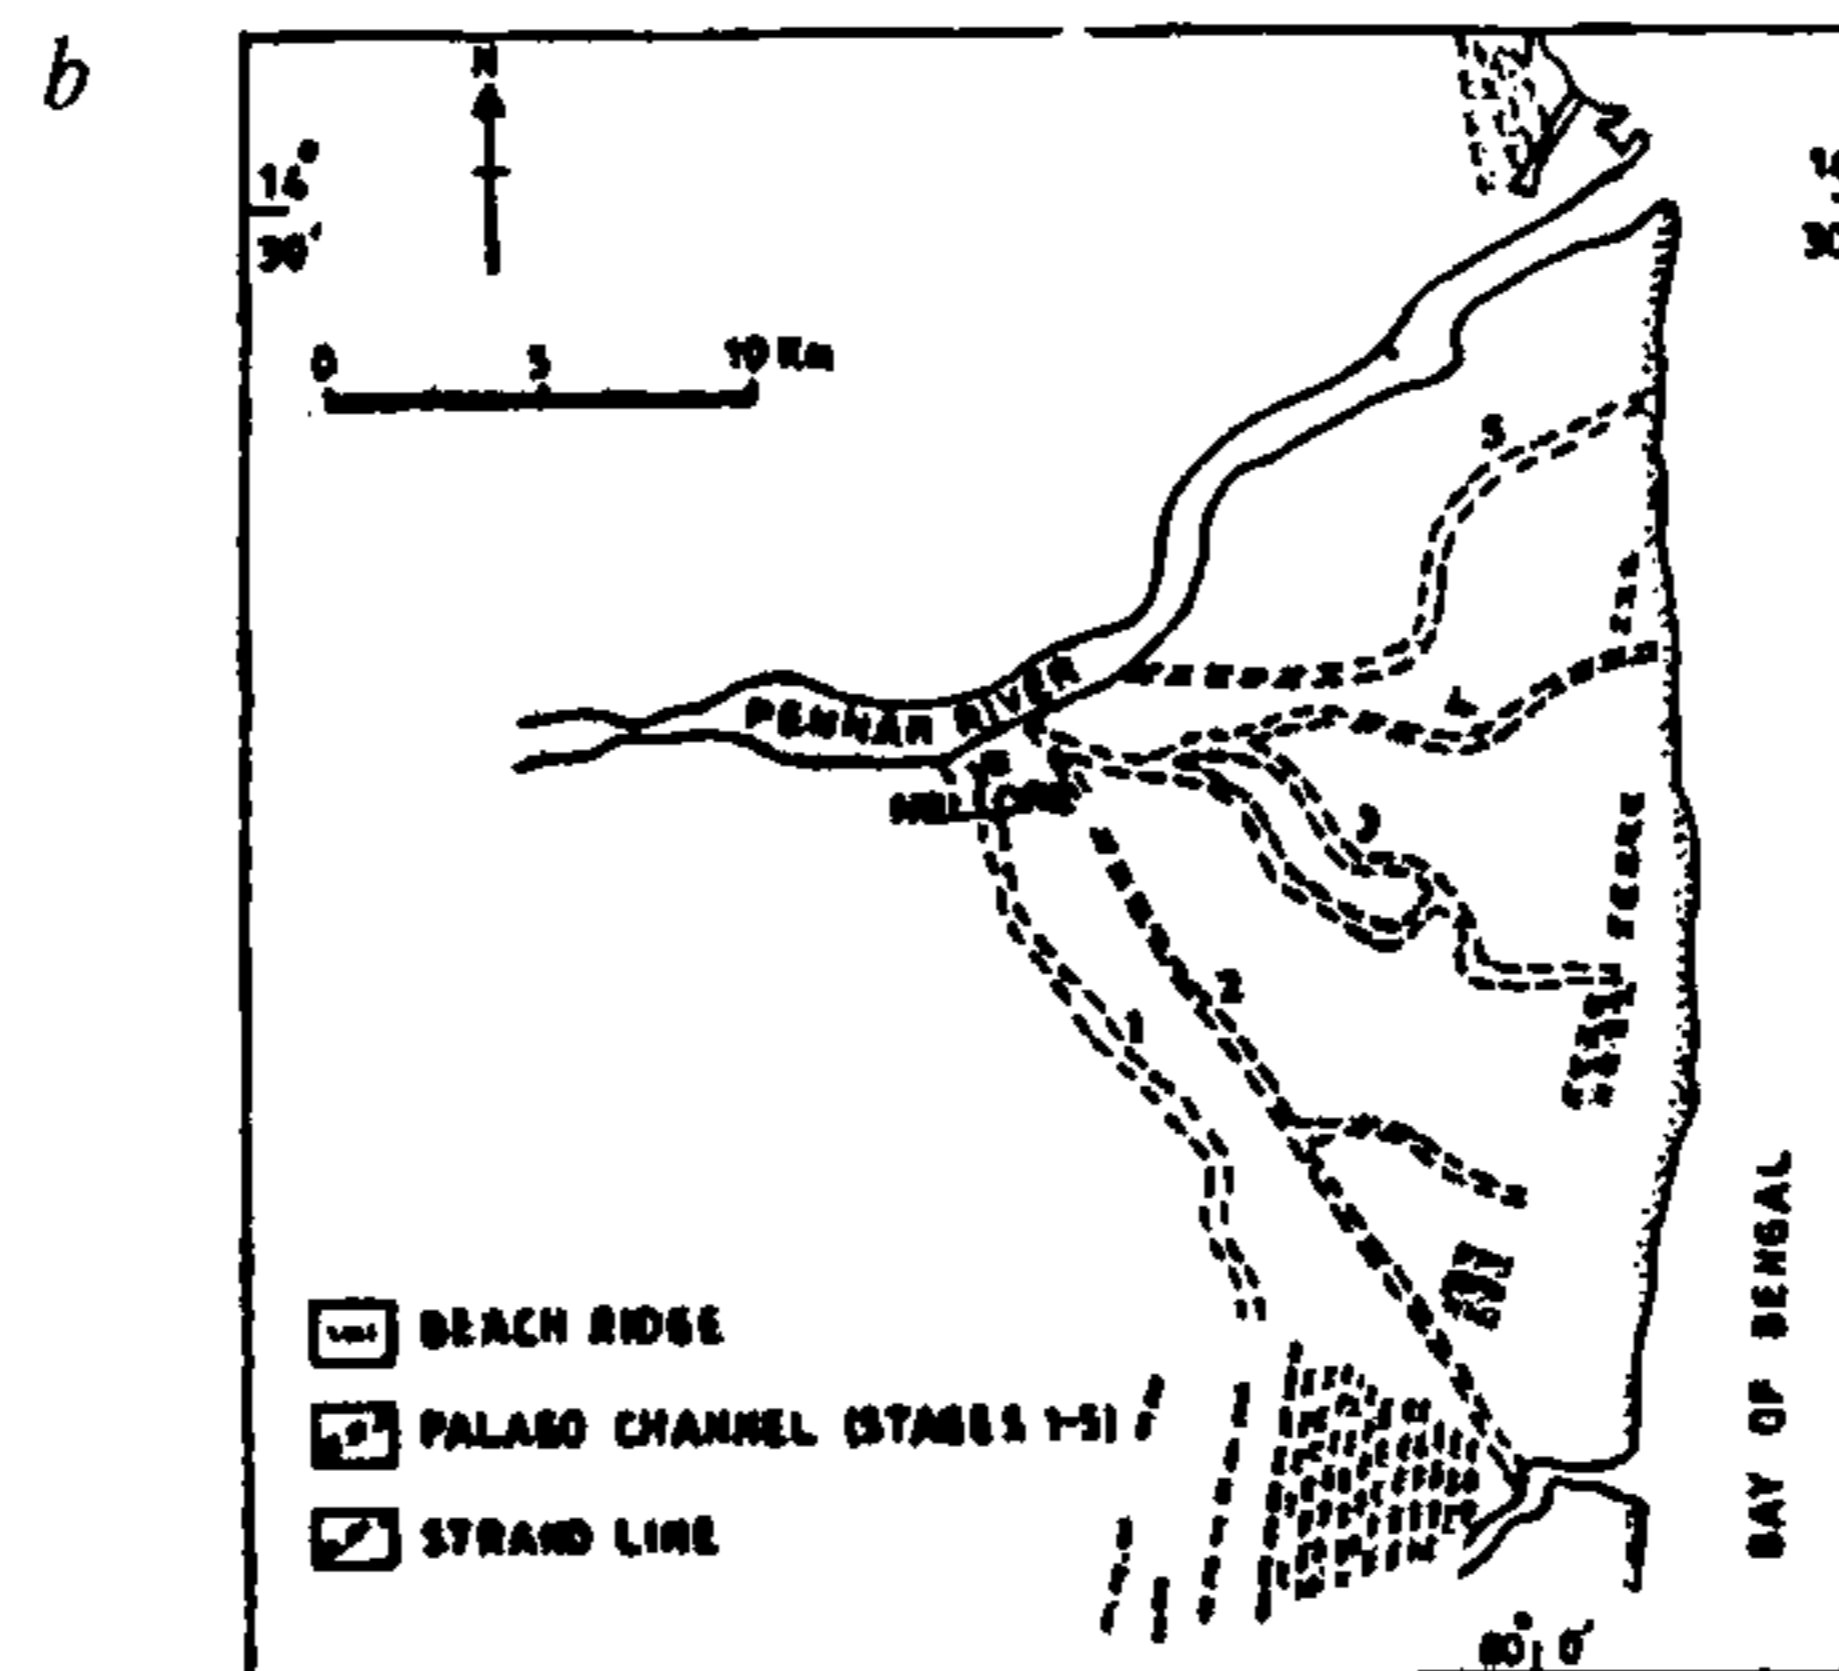 b
N
14°
30'
0 5 10 Km
5
PENNAR RIVER
4
3
2
1
BEACH RIDGE
PALAEO CHANNEL (STAGES 1-5)
STRAND LINE
BAY OF BENGAL
80° 0'